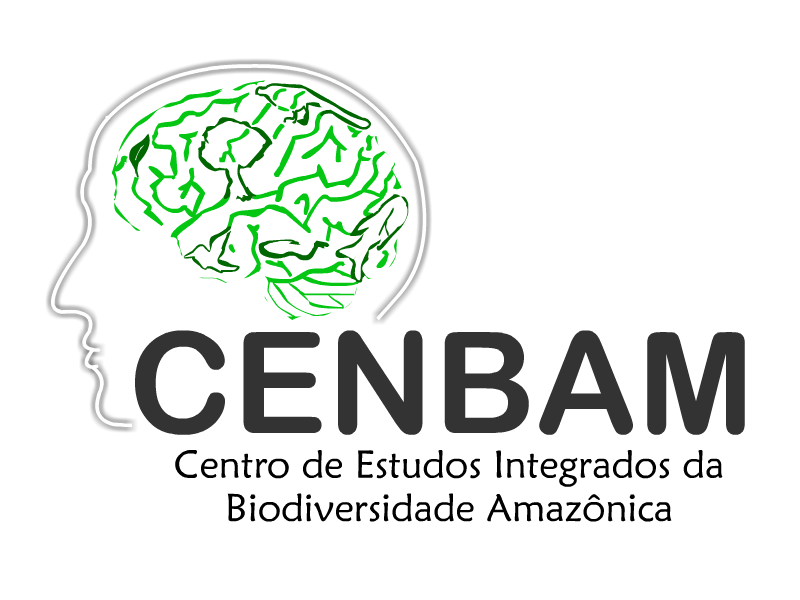 CENBAM
Centro de Estudos Integrados da
Biodiversidade Amazônica